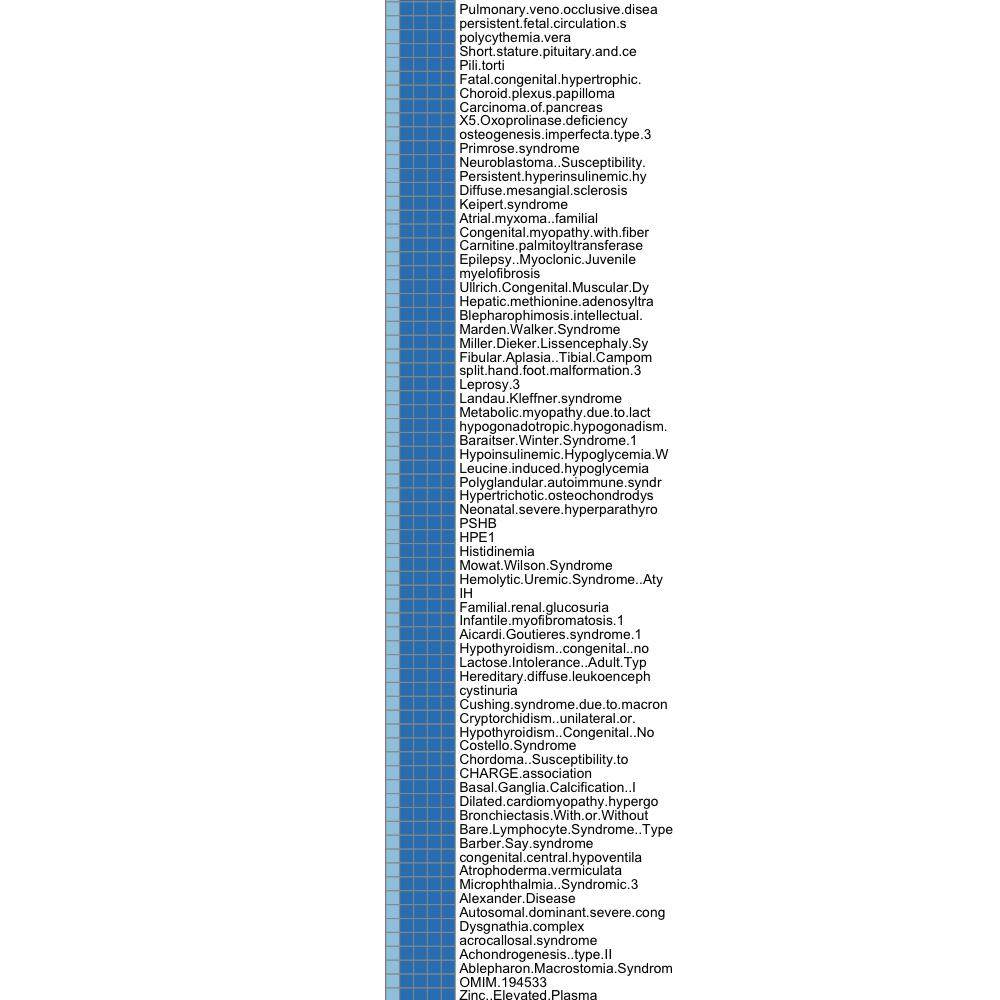 Pulmonary.veno.occlusive.disea
persistent.fetal.circulation.s
polycythemia.vera
Short.stature.pituitary.and.ce
Pili.torti
Fatal.congenital.hypertrophic.
Choroid.plexus.papilloma
Carcinoma.of.pancreas
X5.Oxoprolinase.deficiency
osteogenesis.imperfecta.type.3
Primrose.syndrome
Neuroblastoma..Susceptibility.
Persistent.hyperinsulinemic.hy
Diffuse.mesangial.sclerosis
Keipert.syndrome
Atrial.myxoma..familial
Congenital.myopathy.with.fiber
Carnitine.palmitoyltransferase
Epilepsy..Myoclonic.Juvenile
myelofibrosis
Ullrich.Congenital.Muscular.Dy
Hepatic.methionine.adenosyltra
Blepharophimosis.intellectual.
Marden.Walker.Syndrome
Miller.Dieker.Lissencephaly.Sy
Fibular.Aplasia..Tibial.Campom
split.hand.foot.malformation.3
Leprosy.3
Landau.Kleffner.syndrome
Metabolic.myopathy.due.to.lact
hypogonadotropic.hypogonadism.
Baraitser.Winter.Syndrome.1
Hypoinsulinemic.Hypoglycemia.W
Leucine.induced.hypoglycemia
Polyglandular.autoimmune.syndr
Hypertrichotic.osteochondrodys
Neonatal.severe.hyperparathyro
PSHB
HPE1
Histidinemia
Mowat.Wilson.Syndrome
Hemolytic.Uremic.Syndrome..Aty
IH
Familial.renal.glucosuria
Infantile.myofibromatosis.1
Aicardi.Goutieres.syndrome.1
Hypothyroidism..congenital..no
Lactose.Intolerance..Adult.Typ
Hereditary.diffuse.leukoenceph
cystinuria
Cushing.syndrome.due.to.macron
Cryptorchidism..unilateral.or.
Hypothyroidism..Congenital..No
Costello.Syndrome
Chordoma..Susceptibility.to
CHARGE.association
Basal.Ganglia.Calcification..I
Dilated.cardiomyopathy.hypergo
Bronchiectasis.With.or.Without
Bare.Lymphocyte.Syndrome..Type
Barber.Say.syndrome
congenital.central.hypoventila
Atrophoderma.vermiculata
Microphthalmia..Syndromic.3
Alexander.Disease
Autosomal.dominant.severe.cong
Dysgnathia.complex
acrocallosal.syndrome
Achondrogenesis..type.II
Ablepharon.Macrostomia.Syndrom
OMIM.194533
Zinc..Elevated.Plasma